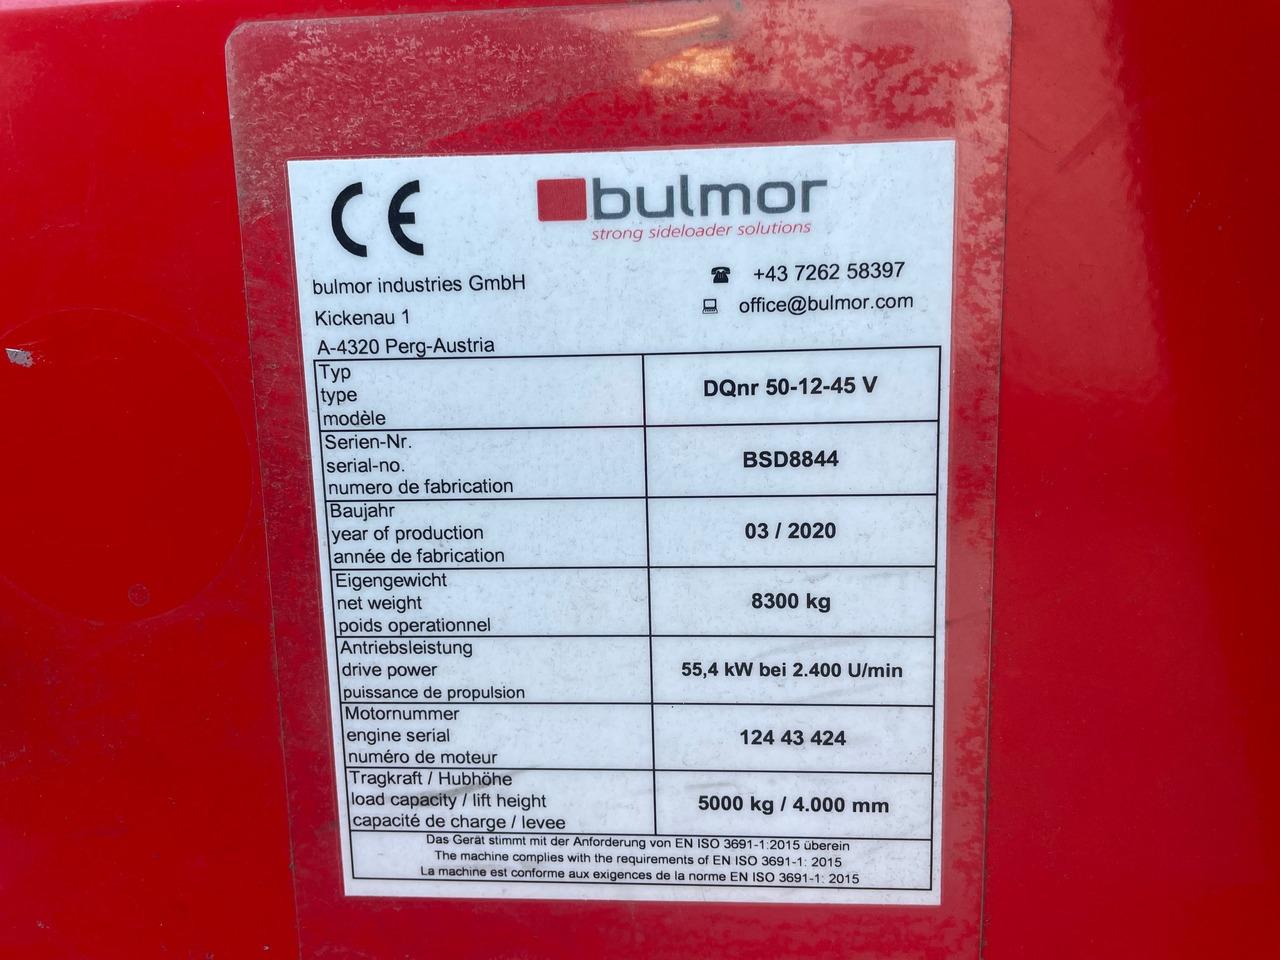 CE
bulmor
strong sideloader solutions
bulmor industries GmbH
Kickenau 1
A-4320 Perg-Austria
+43 7262 58397
office@bulmor.com
Typ
type
modèle
DQnr 50-12-45 V
Serien-Nr.
serial-no.
numero de fabrication
BSD8844
Baujahr
year of production
année de fabrication
03 / 2020
Eigengewicht
net weight
poids operationnel
8300 kg
Antriebsleistung
drive power
puissance de propulsion
55,4 kW bei 2.400 U/min
Motornummer
engine serial
numéro de moteur
124 43 424
Tragkraft / Hubhöhe
load capacity / lift height
capacité de charge / levee
5000 kg / 4.000 mm
Das Gerät stimmt mit der Anforderung von EN ISO 3691-1:2015 überein
The machine complies with the requirements of EN ISO 3691-1: 2015
La machine est conforme aux exigences de la norme EN ISO 3691-1: 2015